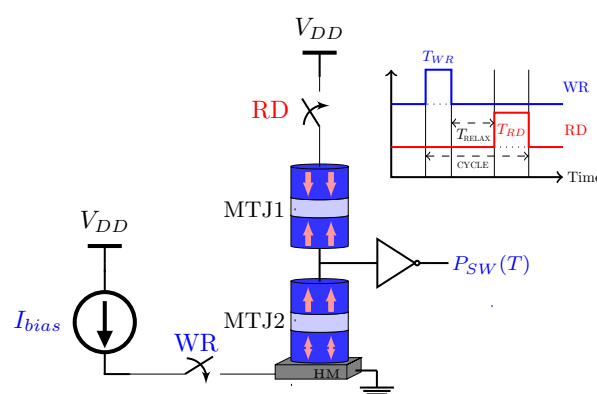 V_DD
T_WR
WR
RD
T_RELAX
T_RD
RD
CYCLE
Time
MTJ1
V_DD
P_SW(T)
I_bias
MTJ2
WR
HM